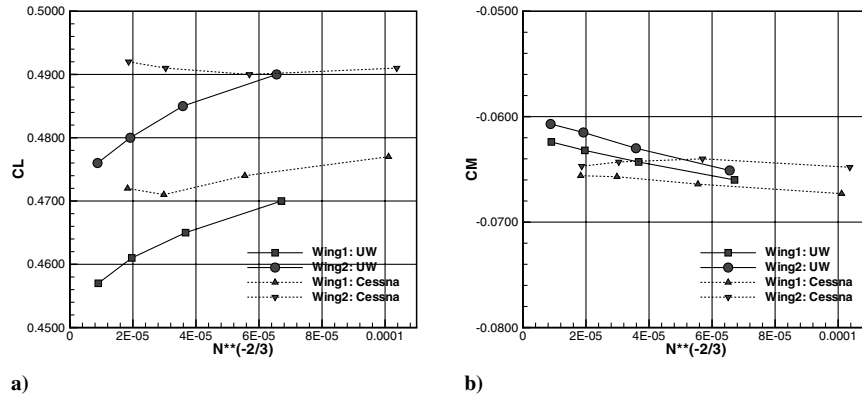 CL
0.5000
0.4900
0.4800
0.4700
0.4600
0.4500
Wing1: UW
Wing2: UW
Wing1: Cessna
Wing2: Cessna
0 2E-05 4E-05 6E-05 8E-05 0.0001
N**(-2/3)
a)
CM
-0.0500
-0.0600
-0.0700
-0.0800
Wing1: UW
Wing2: UW
Wing1: Cessna
Wing2: Cessna
0 2E-05 4E-05 6E-05 8E-05 0.0001
N**(-2/3)
b)